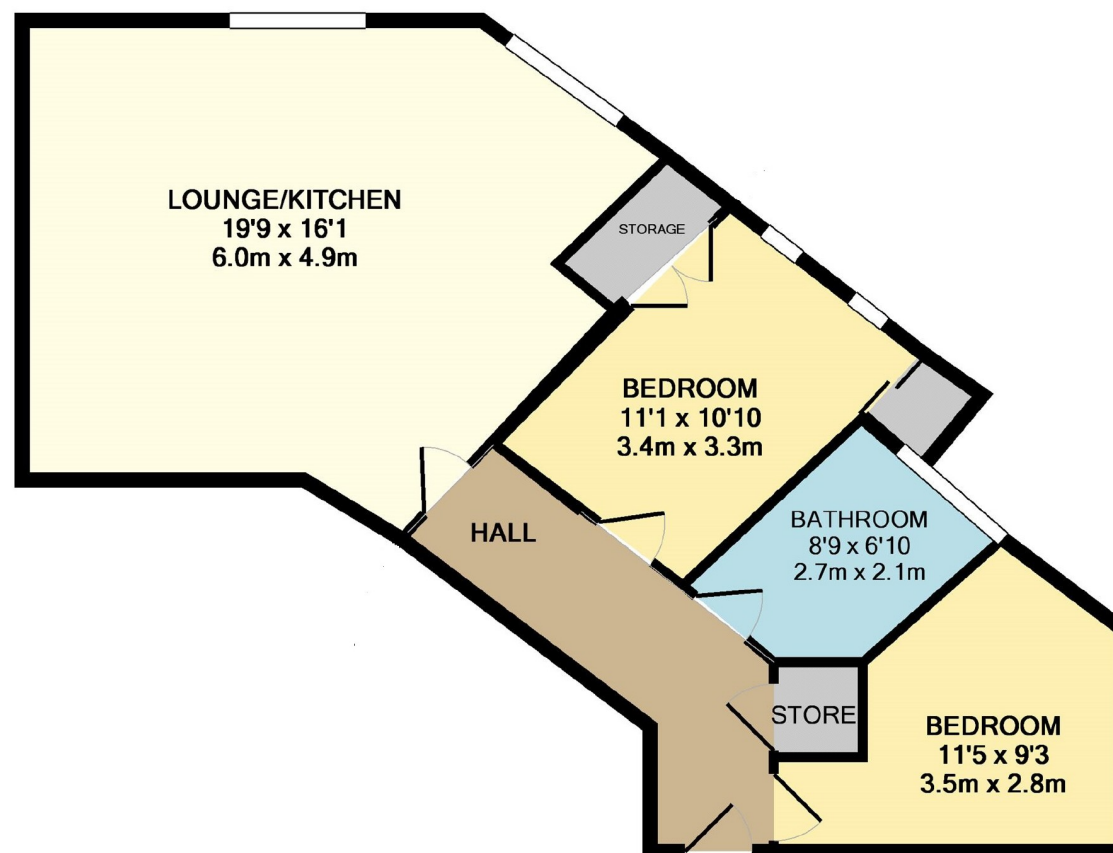 LOUNGE/KITCHEN
19'9 x 16'1
6.0m x 4.9m
STORAGE
BEDROOM
11'1 x 10'10
3.4m x 3.3m
HALL
BATHROOM
8'9 x 6'10
2.7m x 2.1m
STORE
BEDROOM
11'5 x 9'3
3.5m x 2.8m